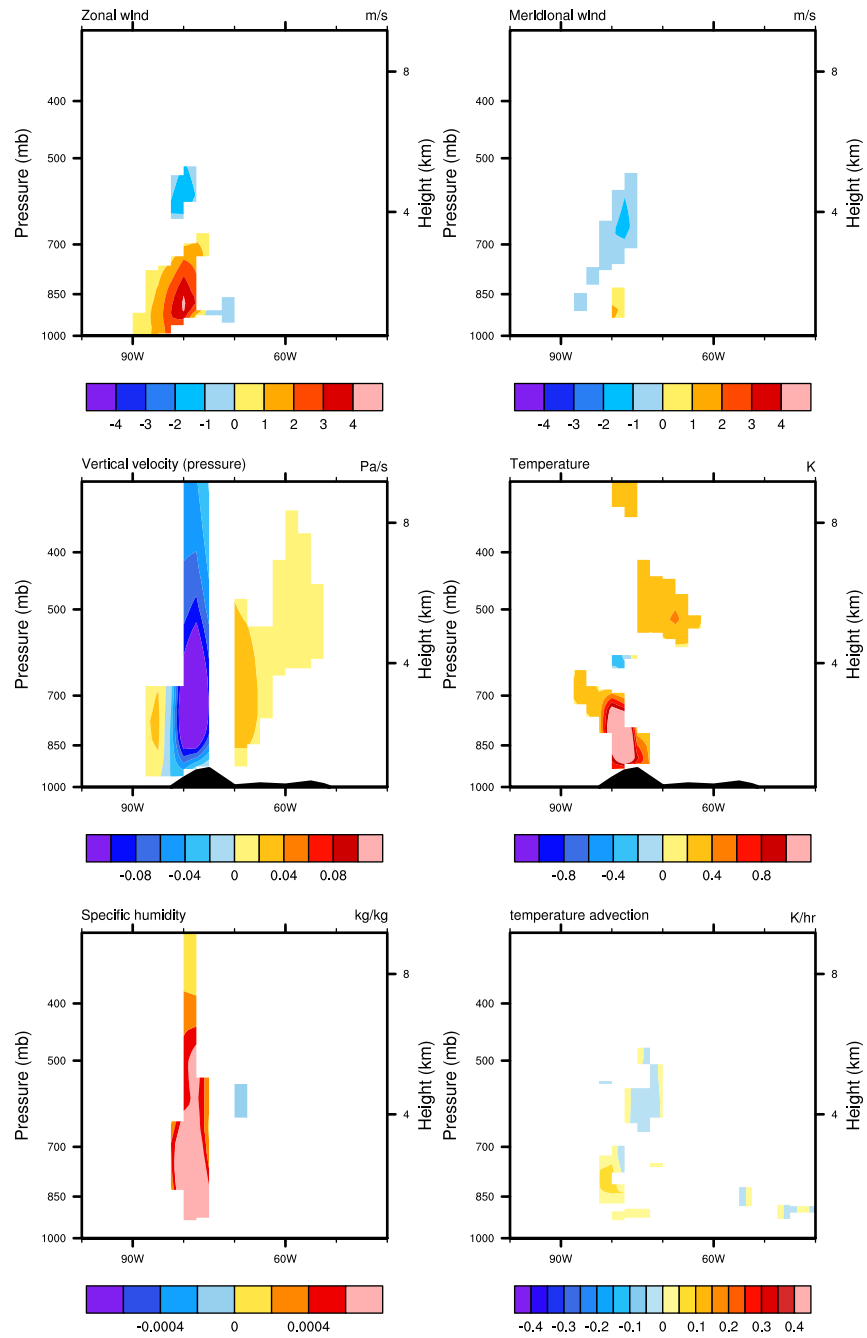 Zonal wind m/s Meridional wind m/s
8 8
400 400
Pressure (mb) Height (km) Pressure (mb) Height (km)
500 500
4 4
700 700
850 850
1000 1000
90W 60W 90W 60W
-4 -3 -2 -1 0 1 2 3 4 -4 -3 -2 -1 0 1 2 3 4
Vertical velocity (pressure) Pa/s Temperature K
8 8
400 400
Pressure (mb) Height (km) Pressure (mb) Height (km)
500 500
4 4
700 700
850 850
1000 1000
90W 60W 90W 60W
-0.08 -0.04 0 0.04 0.08 -0.8 -0.4 0 0.4 0.8
Specific humidity kg/kg temperature advection K/hr
8 8
400 400
Pressure (mb) Height (km) Pressure (mb) Height (km)
500 500
4 4
700 700
850 850
1000 1000
90W 60W 90W 60W
-0.0004 0 0.0004 -0.4 -0.3 -0.2 -0.1 0 0.1 0.2 0.3 0.4